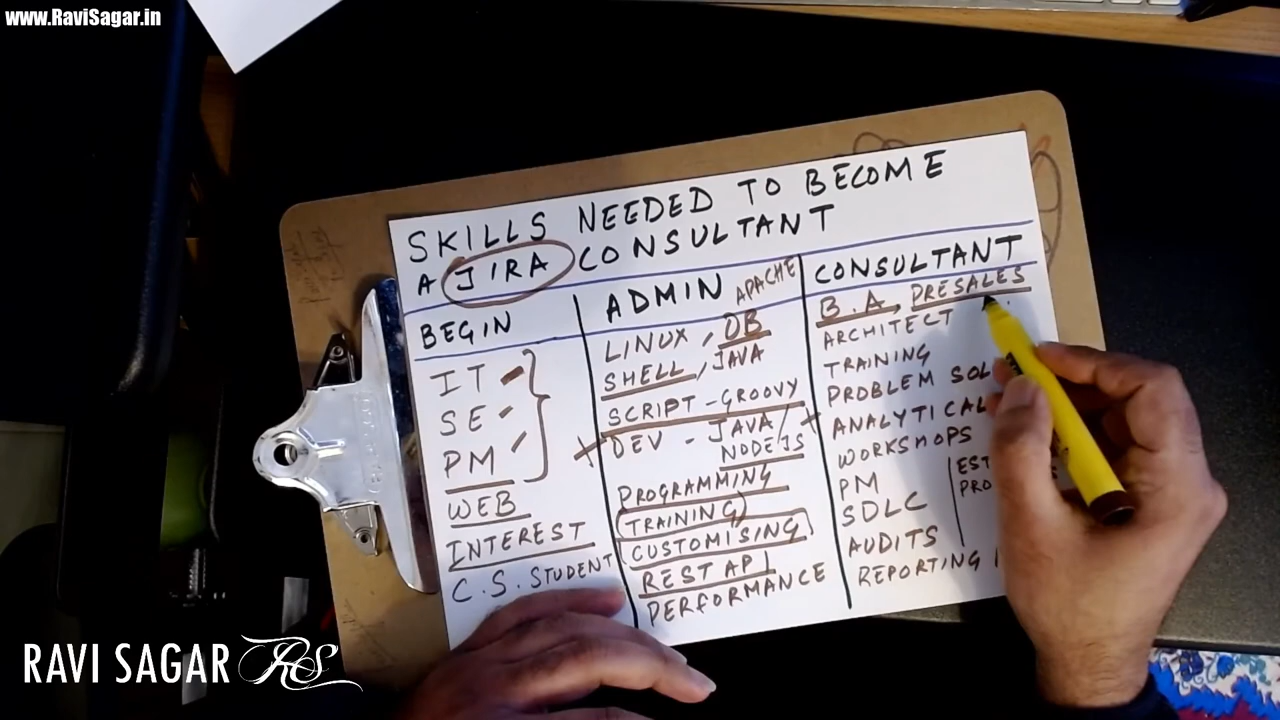 www.RaviSagar.in
SKILLS NEEDED TO BECOME
A JIRA CONSULTANT
BEGIN
IT
SE
PM
WEB
INTEREST
C.S. STUDENT
ADMIN APACHE
LINUX, DB
SHELL, JAVA
SCRIPT - GROOVY
DEV - JAVA/
NODEJS
PROGRAMMING
TRAINING
CUSTOMISING
REST API
PERFORMANCE
CONSULTANT
B.A, PRESALES
ARCHITECT
TRAINING
PROBLEM
ANALYTICAL
WORKSHOPS
PM
SDLC
AUDITS
REPORTING
RAVI SAGAR RS